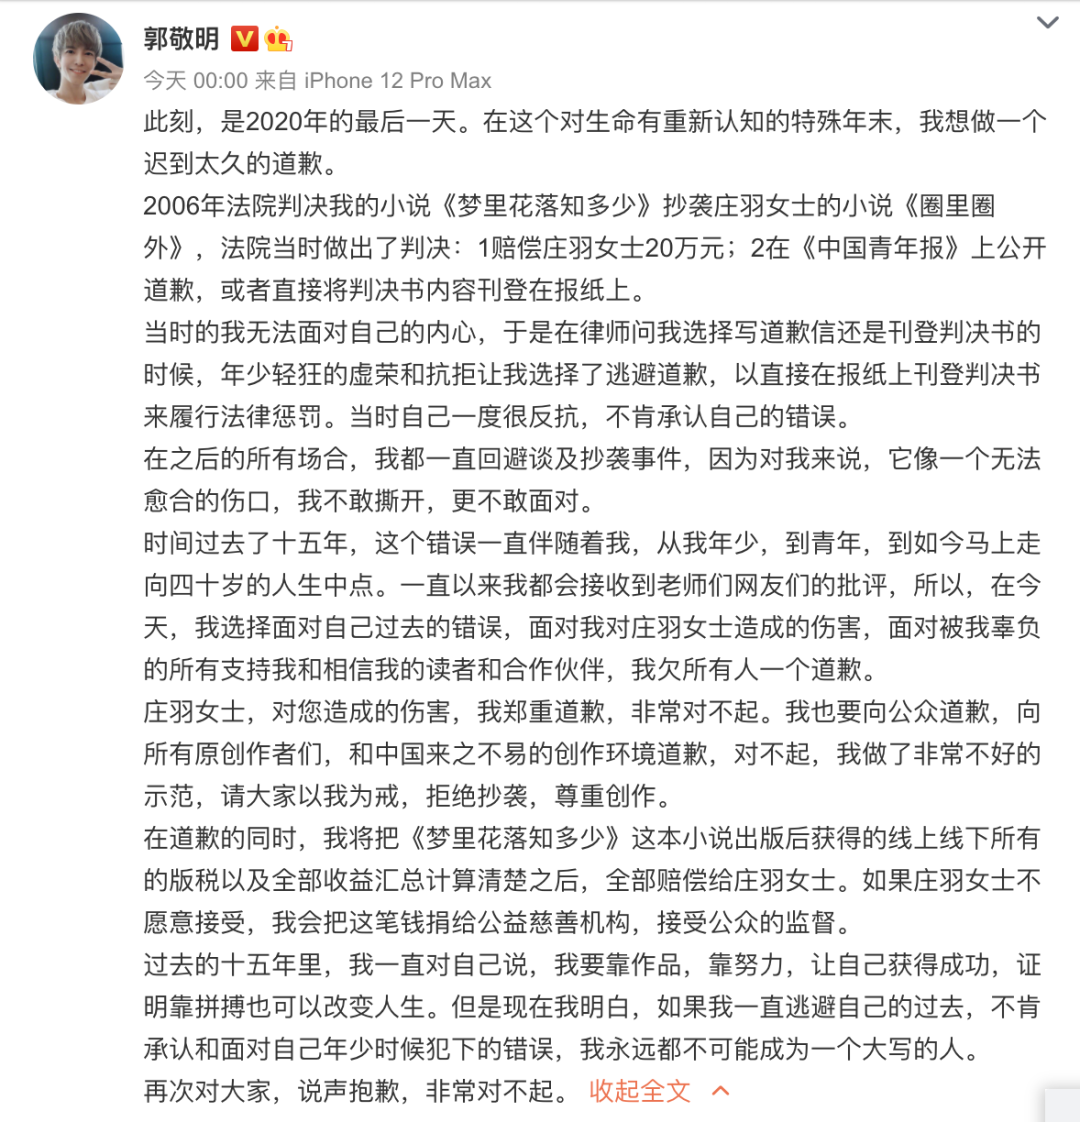 郭敬明
今天 00:00 来自 iPhone 12 Pro Max
此刻，是2020年的最后一天。在这个对生命有重新认知的特殊年末，我想做一个
迟到太久的道歉。
2006年法院判决我的小说《梦里花落知多少》抄袭庄羽女士的小说《圈里圈
外》，法院当时做出了判决：1赔偿庄羽女士20万元；2在《中国青年报》上公开
道歉，或者直接将判决书内容刊登在报纸上。
当时的我无法面对自己的内心，于是在律师问我选择写道歉信还是刊登判决书的
时候，年少轻狂的虚荣和抗拒让我选择了逃避道歉，以直接在报纸上刊登判决书
来履行法律惩罚。当时自己一度很反抗，不肯承认自己的错误。
在之后的所有场合，我都一直回避谈及抄袭事件，因为对我来说，它像一个无法
愈合的伤口，我不敢撕开，更不敢面对。
时间过去了十五年，这个错误一直伴随着我，从我年少，到青年，到如今马上走
向四十岁的人生中点。一直以来我都会接收到老师们网友们的批评，所以，在今
天，我选择面对自己过去的错误，面对我对庄羽女士造成的伤害，面对被我辜负
的所有支持我和相信我的读者和合作伙伴，我欠所有人一个道歉。
庄羽女士，对您造成的伤害，我郑重道歉，非常对不起。我也要向公众道歉，向
所有原创作者们，和中国来之不易的创作环境道歉，对不起，我做了非常不好的
示范，请大家以我为戒，拒绝抄袭，尊重创作。
在道歉的同时，我将把《梦里花落知多少》这本小说出版后获得的线上线下所有
的版税以及全部收益汇总计算清楚之后，全部赔偿给庄羽女士。如果庄羽女士不
愿意接受，我会把这笔钱捐给公益慈善机构，接受公众的监督。
过去的十五年里，我一直对自己说，我要靠作品，靠努力，让自己获得成功，证
明靠拼搏也可以改变人生。但是现在我明白，如果我一直逃避自己的过去，不肯
承认和面对自己年少时候犯下的错误，我永远都不可能成为一个大写的人。
再次对大家，说声抱歉，非常对不起。 收起全文